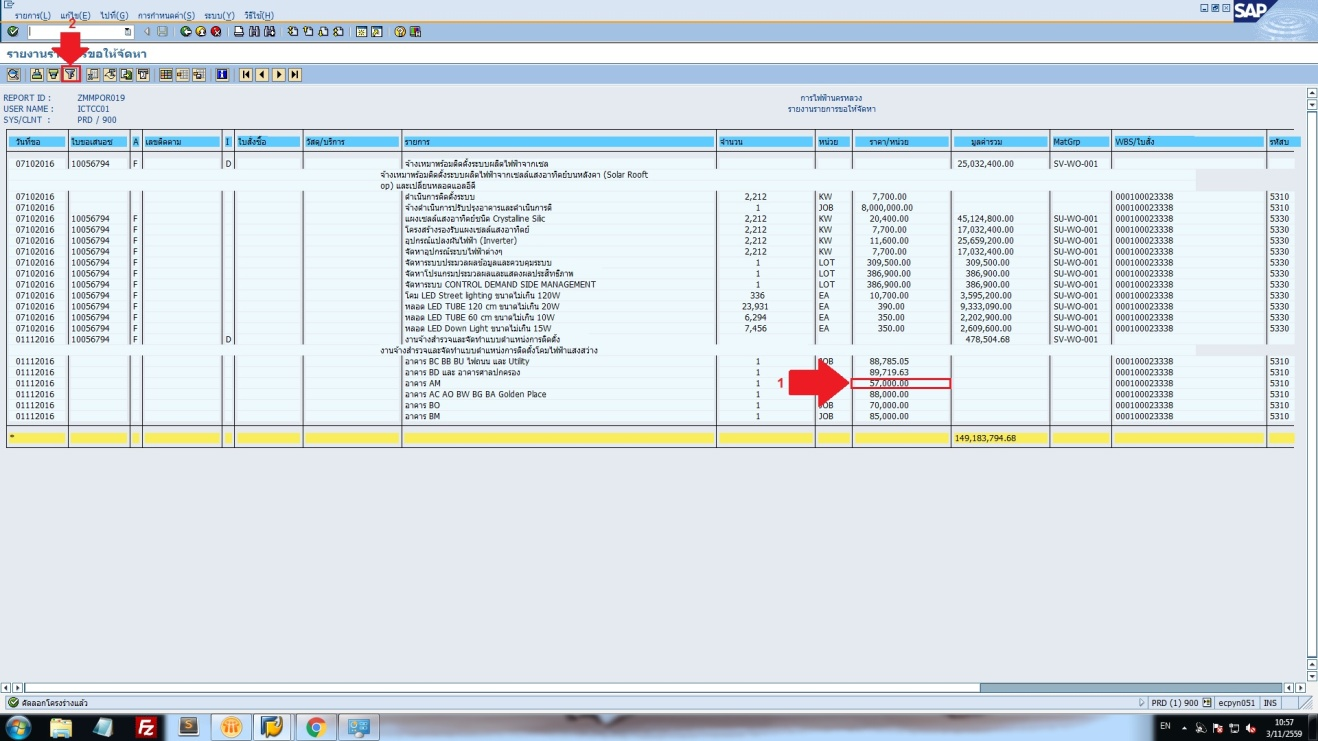 รายการ(L) แก้ไข(E) ไปที่(G) การกำหนดค่า(S) ระบบ(Y) วิธีใช้(H)
SAP
2
รายงานรายการขอให้จัดหา
REPORT ID : ZMMPOR019 การไฟฟ้านครหลวง
USER NAME : ICTCC01 รายงานรายการขอให้จัดหา
SYS/CLNT : PRD / 900
วันที่ขอ ใบขอเสนอซ A เลขติดตาม I ใบสั่งซื้อ วัสดุ/บริการ รายการ จำนวน หน่วย ราคา/หน่วย มูลค่ารวม MatGrp WBS/ใบสั่ง รหัสบ
07102016 10056794 F D จ้างเหมาพร้อมติดตั้งระบบผลิตไฟฟ้าจากเซล 25,032,400.00 SV-WO-001
จ้างเหมาพร้อมติดตั้งระบบผลิตไฟฟ้าจากเซลล์แสงอาทิตย์บนหลังคา (Solar Rooft
op) และเปลี่ยนหลอดแอลอีดี
07102016 ดำเนินการติดตั้งระบบ 2,212 KW 7,700.00 000100023338 5310
07102016 จ้างดำเนินการปรับปรุงอาคารและดำเนินการดี 1 JOB 8,000,000.00 000100023338 5310
07102016 10056794 F แผงเซลล์แสงอาทิตย์ชนิด Crystalline Silic 2,212 KW 20,400.00 45,124,800.00 SU-WO-001 000100023338 5330
07102016 10056794 F โครงสร้างรองรับแผงเซลล์แสงอาทิตย์ 2,212 KW 7,700.00 17,032,400.00 SU-WO-001 000100023338 5330
07102016 10056794 F อุปกรณ์แปลงผันไฟฟ้า (Inverter) 2,212 KW 11,600.00 25,659,200.00 SU-WO-001 000100023338 5330
07102016 10056794 F จัดหาอุปกรณ์ระบบไฟฟ้าต่างๆ 2,212 KW 7,700.00 17,032,400.00 SU-WO-001 000100023338 5330
07102016 10056794 F จัดหาระบบประมวลผลข้อมูลและควบคุมระบบ 1 LOT 309,500.00 309,500.00 SU-WO-001 000100023338 5330
07102016 10056794 F จัดหาโปรแกรมประมวลผลและแสดงผลประสิทธิภาพ 1 LOT 386,900.00 386,900.00 SU-WO-001 000100023338 5330
07102016 10056794 F จัดหาระบบ CONTROL DEMAND SIDE MANAGEMENT 1 LOT 386,900.00 386,900.00 SU-WO-001 000100023338 5330
07102016 10056794 F โคม LED Street lighting ขนาดไม่เกิน 120W 336 EA 10,700.00 3,595,200.00 SU-WO-001 000100023338 5330
07102016 10056794 F หลอด LED TUBE 120 cm ขนาดไม่เกิน 20W 23,931 EA 390.00 9,333,090.00 SU-WO-001 000100023338 5330
07102016 10056794 F หลอด LED TUBE 60 cm ขนาดไม่เกิน 10W 6,294 EA 350.00 2,202,900.00 SU-WO-001 000100023338 5330
07102016 10056794 F หลอด LED Down Light ขนาดไม่เกิน 15W 7,456 EA 350.00 2,609,600.00 SU-WO-001 000100023338 5330
01112016 10056794 F D งานจ้างสำรวจและจัดทำแบบตำแหน่งการติดตั้ง 478,504.68 SV-WO-001
งานจ้างสำรวจและจัดทำแบบตำแหน่งการติดตั้งโคมไฟฟ้าแสงสว่าง
01112016 อาคาร BC BB BU ไฟถนน และ Utility 1 JOB 88,785.05 000100023338 5310
01112016 อาคาร BD และ อาคารศาลปกครอง 1 89,719.63 000100023338 5310
01112016 อาคาร AM 1 1 57,000.00 000100023338 5310
01112016 อาคาร AC AO BW BG BA Golden Place 1 88,000.00 000100023338 5310
01112016 อาคาร BO 1 JOB 70,000.00 000100023338 5310
01112016 อาคาร BM 1 JOB 85,000.00 000100023338 5310
* 149,183,794.68
คัดลอกโครงร่างแล้ว PRD (1) 900 ecpyn051 INS
EN 10:57
3/11/2559